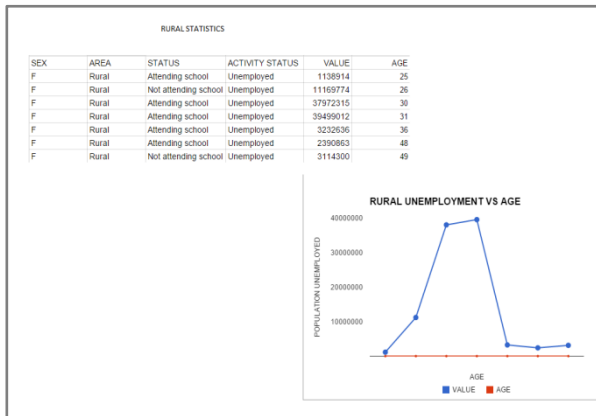 RURAL STATISTICS
SEX AREA STATUS ACTIVITY STATUS VALUE AGE
F Rural Attending school Unemployed 1138914 25
F Rural Not attending school Unemployed 11169774 26
F Rural Attending school Unemployed 37972315 30
F Rural Attending school Unemployed 39499012 31
F Rural Attending school Unemployed 3232636 36
F Rural Attending school Unemployed 2390863 48
F Rural Not attending school Unemployed 3114300 49
RURAL UNEMPLOYMENT VS AGE
40000000
30000000
20000000
10000000
POPULATION UNEMPLOYED
AGE
VALUE AGE